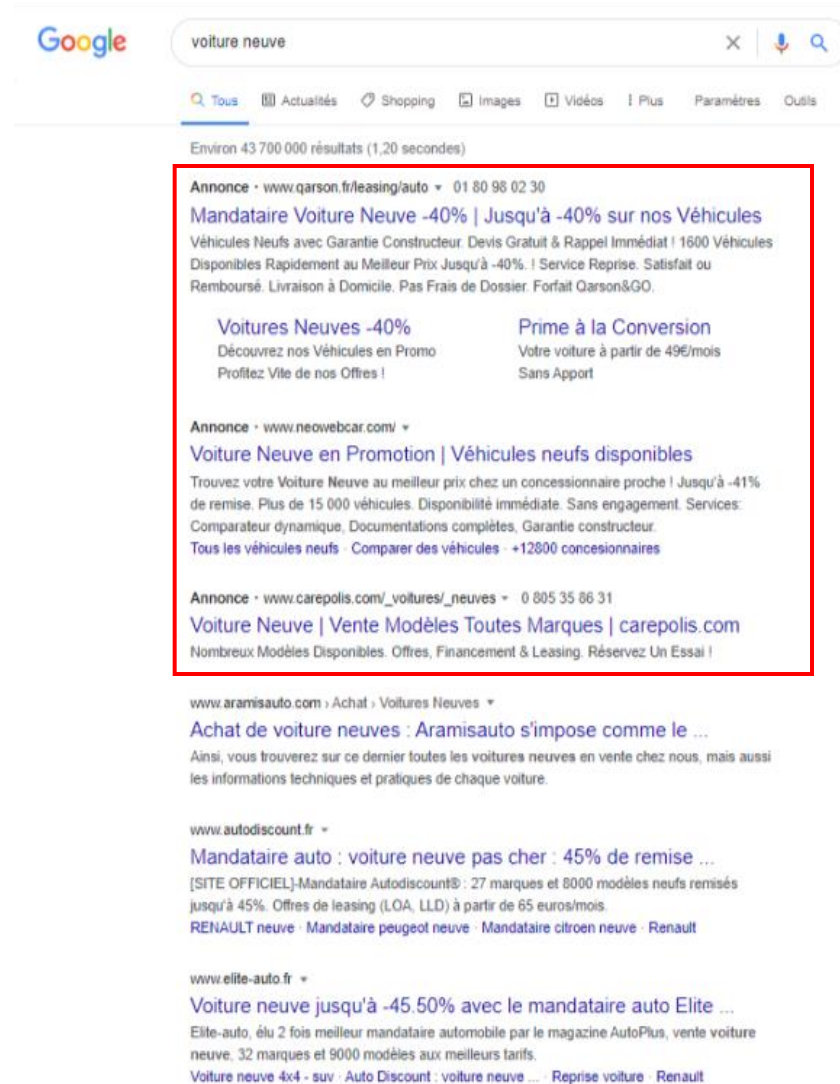 Google
voiture neuve
Tous Actualités Shopping Images Vidéos Plus Paramètres Outils
Environ 43 700 000 résultats (1,20 secondes)
Annonce · www.qarson.fr/leasing/auto 01 80 98 02 30
Mandataire Voiture Neuve -40% | Jusqu'à -40% sur nos Véhicules
Véhicules Neufs avec Garantie Constructeur. Devis Gratuit & Rappel Immédiat ! 1600 Véhicules
Disponibles Rapidement au Meilleur Prix Jusqu'à -40%. ! Service Reprise. Satisfait ou
Remboursé. Livraison à Domicile. Pas Frais de Dossier. Forfait Qarson&GO.
Voitures Neuves -40% Prime à la Conversion
Découvrez nos Véhicules en Promo Votre voiture à partir de 49€/mois
Profitez Vite de nos Offres ! Sans Apport
Annonce · www.neowebcar.com/
Voiture Neuve en Promotion | Véhicules neufs disponibles
Trouvez votre Voiture Neuve au meilleur prix chez un concessionnaire proche ! Jusqu'à -41%
de remise. Plus de 15 000 véhicules. Disponibilité immédiate. Sans engagement. Services:
Comparateur dynamique, Documentations complètes, Garantie constructeur.
Tous les véhicules neufs · Comparer des véhicules · +12800 concesionnaires
Annonce · www.carepolis.com/_voitures/_neuves 0 805 35 86 31
Voiture Neuve | Vente Modèles Toutes Marques | carepolis.com
Nombreux Modèles Disponibles. Offres, Financement & Leasing. Réservez Un Essai !
www.aramisauto.com › Achat › Voitures Neuves
Achat de voiture neuves : Aramisauto s'impose comme le ...
Ainsi, vous trouverez sur ce dernier toutes les voitures neuves en vente chez nous, mais aussi
les informations techniques et pratiques de chaque voiture.
www.autodiscount.fr
Mandataire auto : voiture neuve pas cher : 45% de remise ...
[SITE OFFICIEL]-Mandataire Autodiscount® : 27 marques et 8000 modèles neufs remisés
jusqu'à 45%. Offres de leasing (LOA, LLD) à partir de 65 euros/mois.
RENAULT neuve · Mandataire peugeot neuve · Mandataire citroen neuve · Renault
www.elite-auto.fr
Voiture neuve jusqu'à -45.50% avec le mandataire auto Elite ...
Elite-auto, élu 2 fois meilleur mandataire automobile par le magazine AutoPlus, vente voiture
neuve, 32 marques et 9000 modèles aux meilleurs tarifs.
Voiture neuve 4x4 - suv · Auto Discount : voiture neuve ... · Reprise voiture · Renault